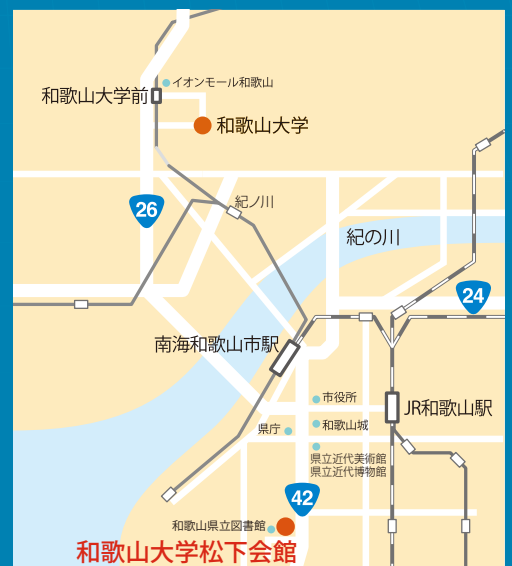 イオンモール和歌山
和歌山大学前
和歌山大学
紀ノ川
26
紀の川
24
南海和歌山市駅
市役所
JR和歌山駅
和歌山城
県庁
県立近代美術館
県立近代博物館
42
和歌山県立図書館
和歌山大学松下会館